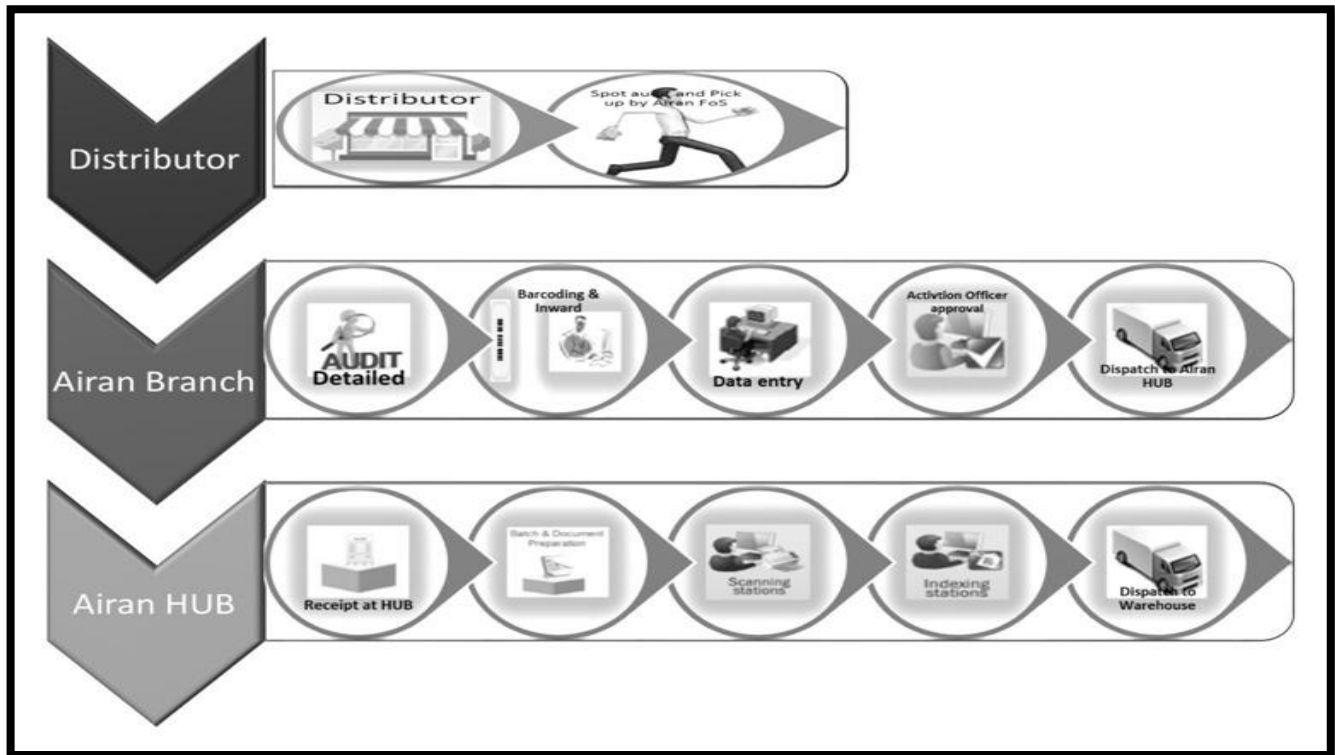 Distributor
Distributor
Spot audit and Pick
up by Airan FoS
Airan Branch
AUDIT
Detailed
Barcoding &
Inward
Data entry
Activtion Officer
approval
Dispatch to Airan
HUB
Airan HUB
Receipt at HUB
Batch & Document
Preparation
Scanning
stations
Indexing
stations
Dispatch to
Warehouse